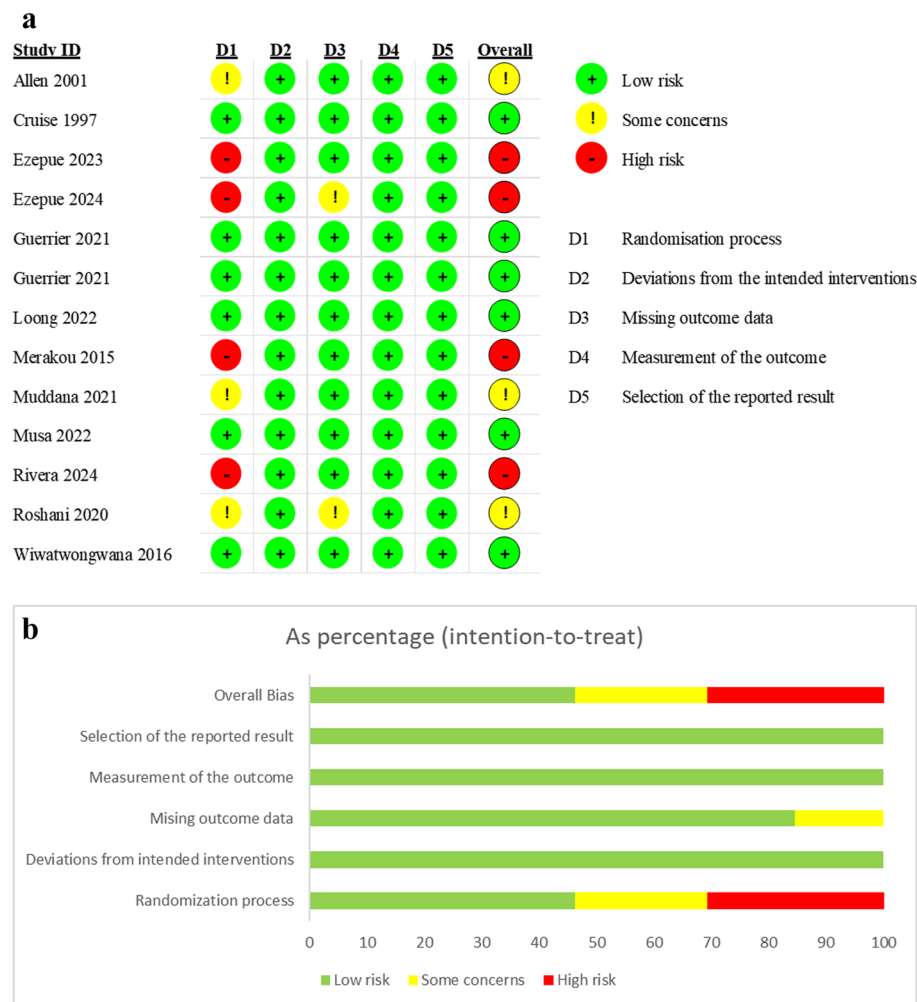 a
Study ID D1 D2 D3 D4 D5 Overall
Allen 2001 ! + + + + !
Cruise 1997 + + + + + +
Ezepue 2023 - + + + + -
Ezepue 2024 - + ! + + -
Guerrier 2021 + + + + + +
Guerrier 2021 + + + + + +
Loong 2022 + + + + + +
Merakou 2015 - + + + + -
Muddana 2021 ! + + + + !
Musa 2022 + + + + + +
Rivera 2024 - + + + + -
Roshani 2020 ! + ! + + !
Wiwatwongwana 2016 + + + + + +
+ Low risk
! Some concerns
- High risk
D1 Randomisation process
D2 Deviations from the intended interventions
D3 Missing outcome data
D4 Measurement of the outcome
D5 Selection of the reported result
b
As percentage (intention-to-treat)
Overall Bias
Selection of the reported result
Measurement of the outcome
Mising outcome data
Deviations from intended interventions
Randomization process
0 10 20 30 40 50 60 70 80 90 100
Low risk Some concerns High risk